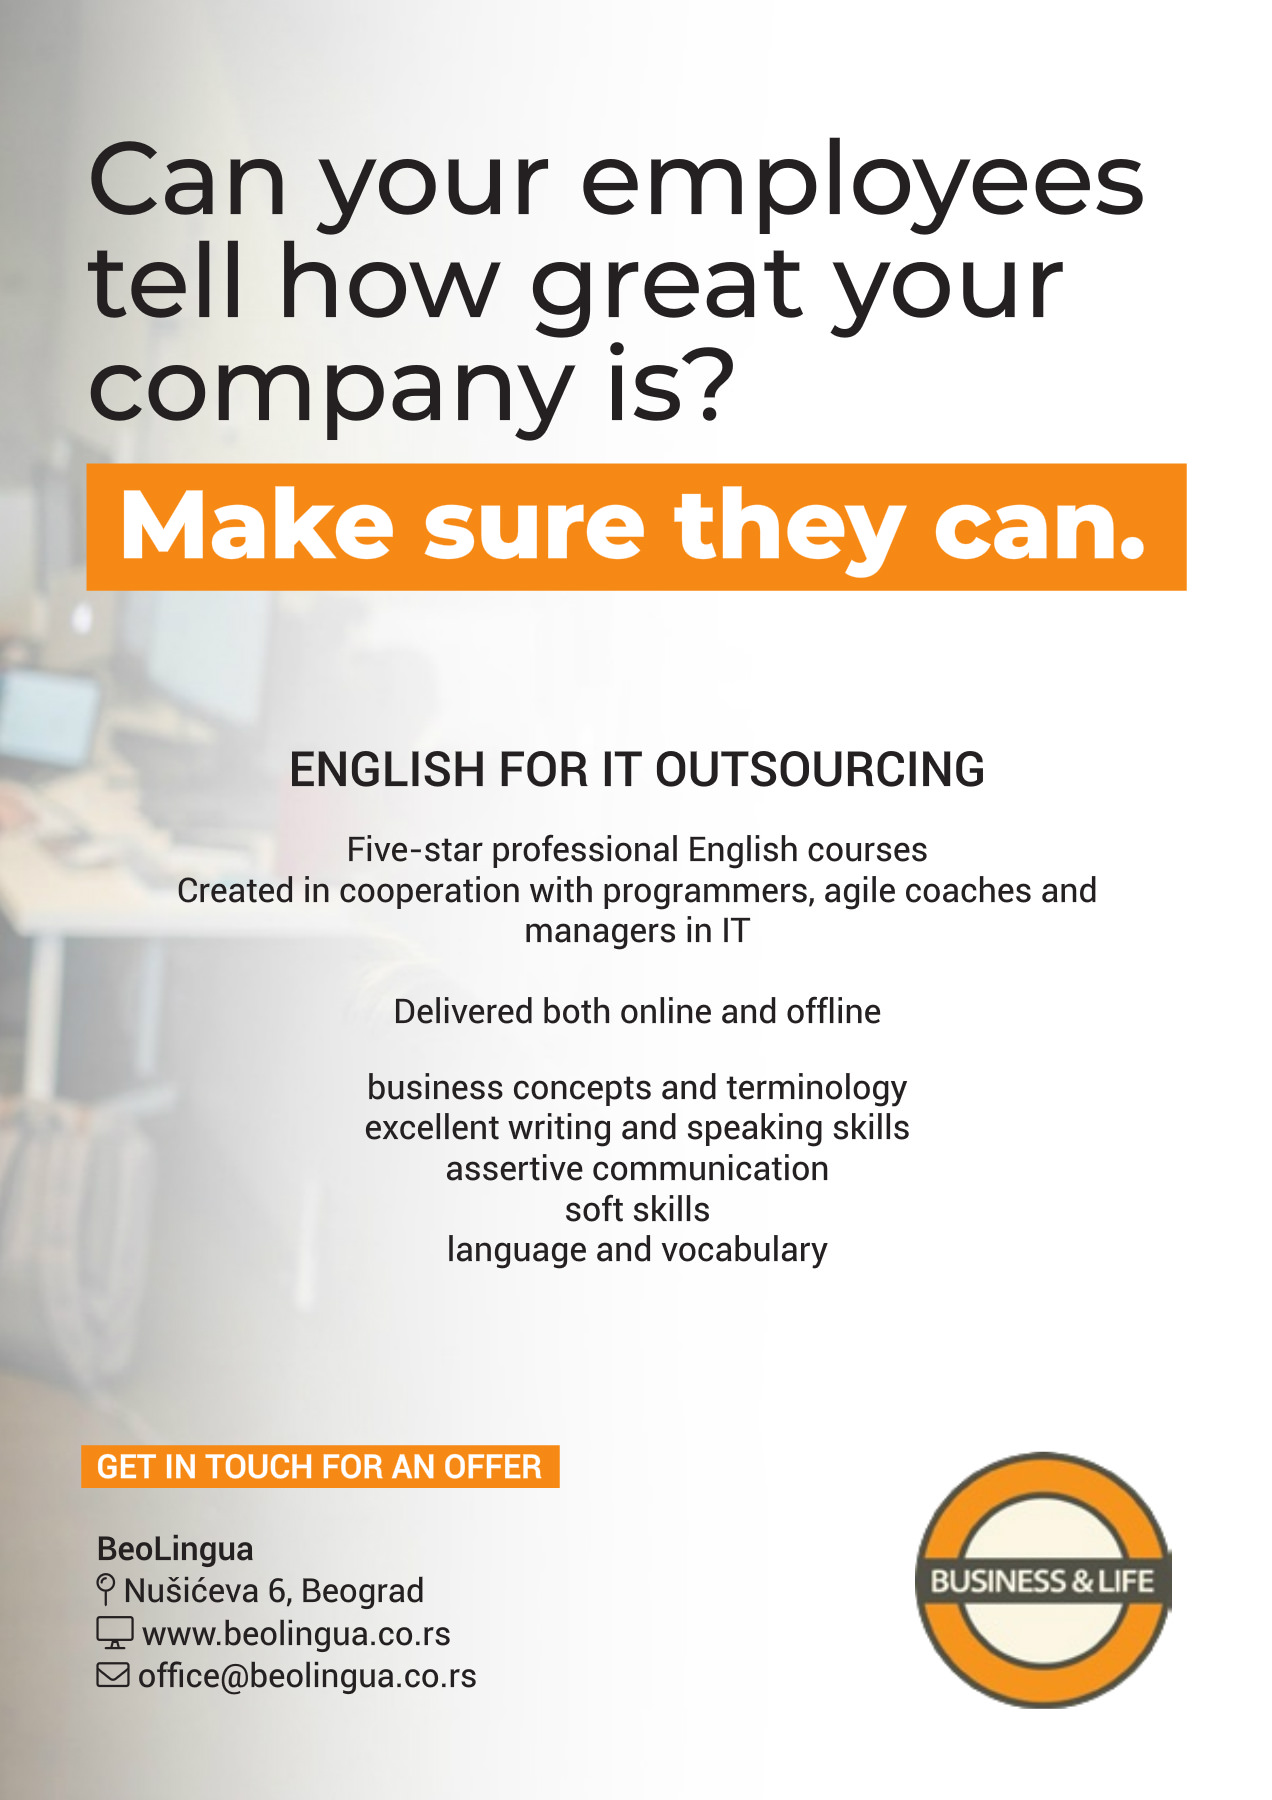 Can your employees
tell how great your
company is?
Make sure they can.
ENGLISH FOR IT OUTSOURCING
Five-star professional English courses
Created in cooperation with programmers, agile coaches and
managers in IT
Delivered both online and offline
business concepts and terminology
excellent writing and speaking skills
assertive communication
soft skills
language and vocabulary
GET IN TOUCH FOR AN OFFER
BeoLingua
Nušićeva 6, Beograd
www.beolingua.co.rs
office@beolingua.co.rs
BUSINESS & LIFE